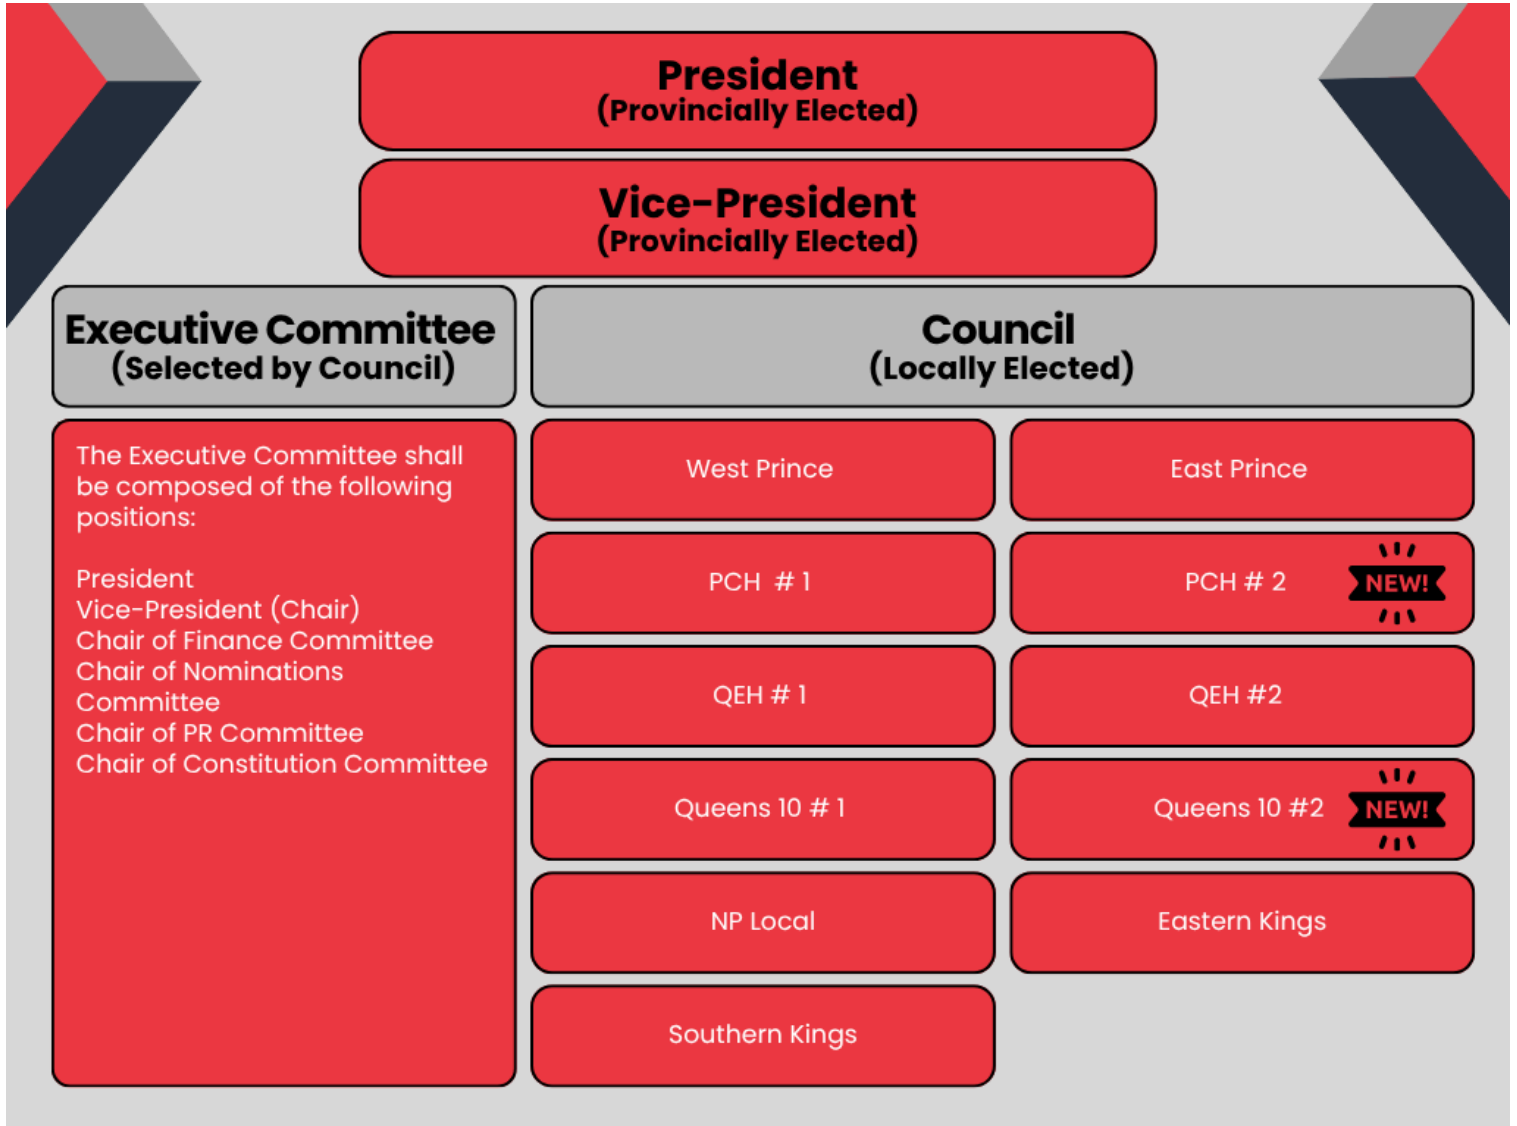 President
(Provincially Elected)
Vice-President
(Provincially Elected)
Executive Committee
(Selected by Council)
Council
(Locally Elected)
The Executive Committee shall
be composed of the following
positions:
President
Vice-President (Chair)
Chair of Finance Committee
Chair of Nominations
Committee
Chair of PR Committee
Chair of Constitution Committee
West Prince
East Prince
PCH # 1
PCH # 2
NEW!
QEH # 1
QEH #2
Queens 10 # 1
Queens 10 #2
NEW!
NP Local
Eastern Kings
Southern Kings